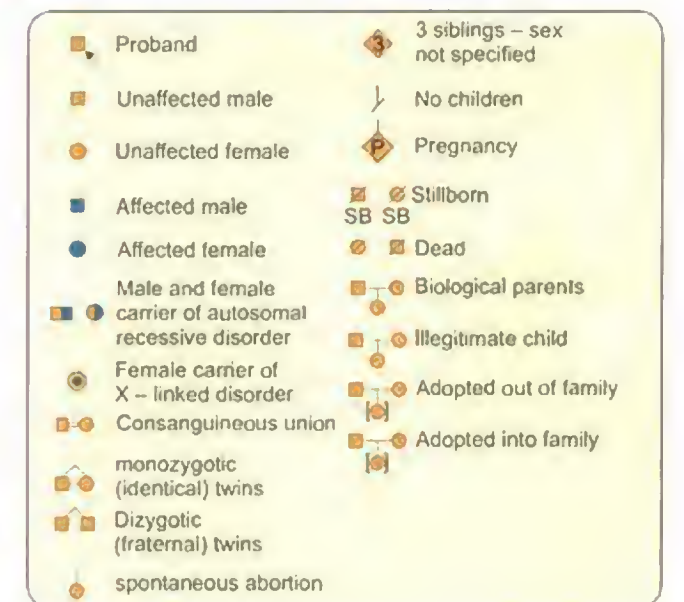 Proband
Unaffected male
Unaffected female
Affected male
Affected female
Male and female
carrier of autosomal
recessive disorder
Female carrier of
X – linked disorder
Consanguineous union
monozygotic
(identical) twins
Dizygotic
(fraternal) twins
spontaneous abortion
3
3 siblings – sex
not specified
No children
P
Pregnancy
Stillborn
SB SB
Dead
Biological parents
Illegitimate child
Adopted out of family
Adopted into family